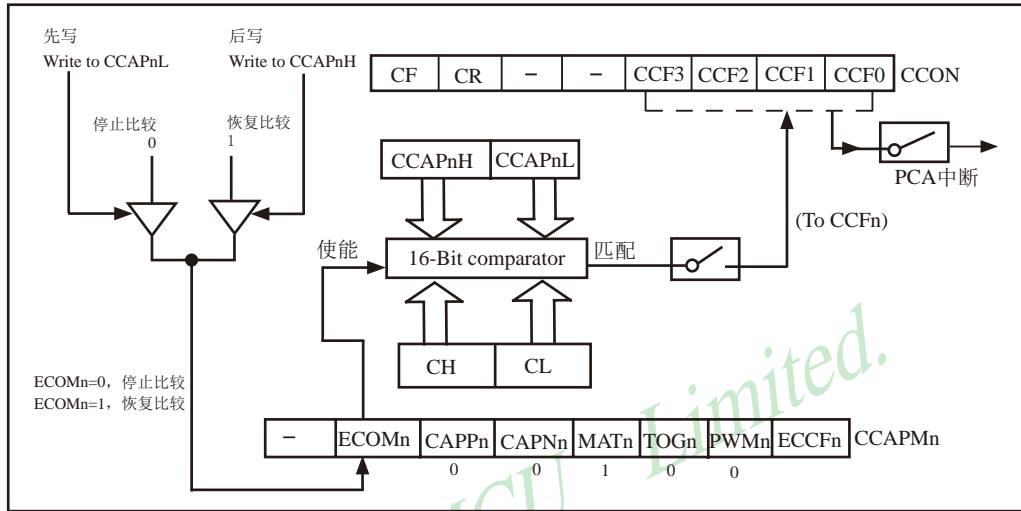 先写
Write to CCAPnL
后写
Write to CCAPnH
停止比较
0
恢复比较
1
CF CR － － CCF3 CCF2 CCF1 CCF0 CCON
PCA中断
CCAPnH CCAPnL
(To CCFn)
使能
16-Bit comparator
匹配
CH CL
ECOMn=0，停止比较
ECOMn=1，恢复比较
－ ECOMn CAPPn CAPNn MATn TOGn PWMn ECCFn CCAPMn
0 0 1 0 0
MCU Limited.